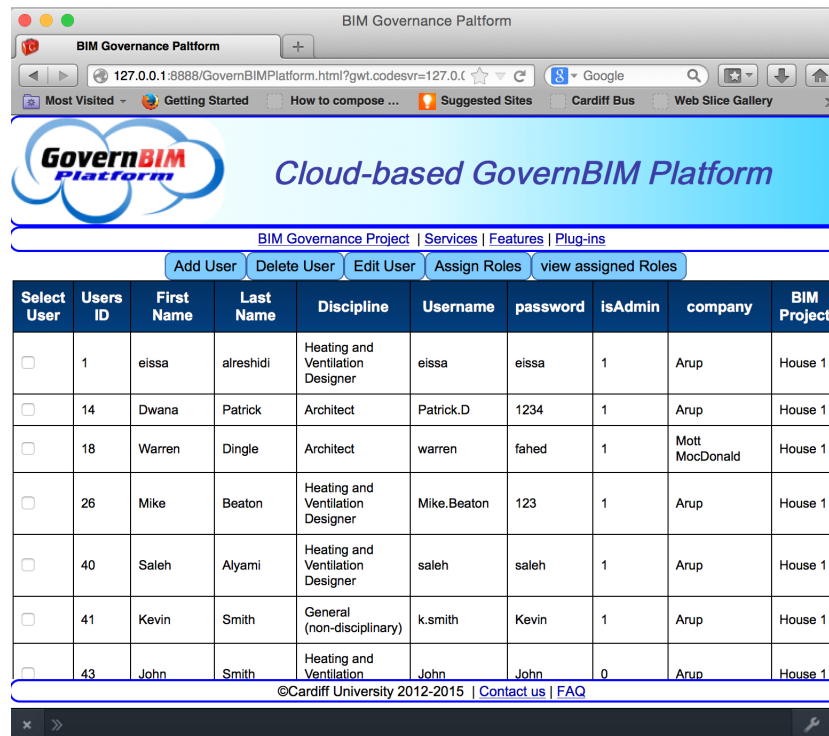 BIM Governance Paltform
BIM Governance Paltform
127.0.0.1:8888/GovernBIMPlatform.html?gwt.codesvr=127.0.0
Google
Most Visited
Getting Started
How to compose ...
Suggested Sites
Cardiff Bus
Web Slice Gallery
GovernBIM
Platform
Cloud-based GovernBIM Platform
BIM Governance Project | Services | Features | Plug-ins
Add User Delete User Edit User Assign Roles view assigned Roles
Select User Users ID First Name Last Name Discipline Username password isAdmin company BIM Project
1 eissa alreshidi Heating and Ventilation Designer eissa eissa 1 Arup House 1
14 Dwana Patrick Architect Patrick.D 1234 1 Arup House 1
18 Warren Dingle Architect warren fahed 1 Mott MocDonald House 1
26 Mike Beaton Heating and Ventilation Designer Mike.Beaton 123 1 Arup House 1
40 Saleh Alyami Heating and Ventilation Designer saleh saleh 1 Arup House 1
41 Kevin Smith General (non-disciplinary) k.smith Kevin 1 Arup House 1
43 John Smith Heating and Ventilation John John 0 Arup House 1
©Cardiff University 2012-2015 | Contact us | FAQ